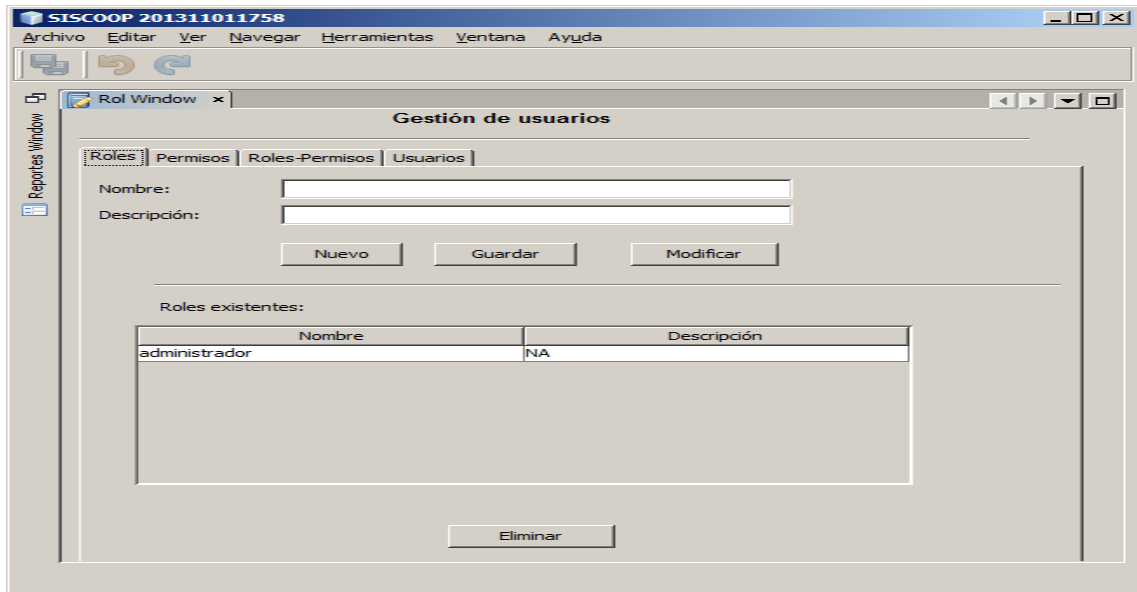 SISCOOP 201311011758
Archivo Editar Ver Navegar Herramientas Ventana Ayuda
Rol Window
Reportes Window
Gestión de usuarios
Roles Permisos Roles-Permisos Usuarios
Nombre:
Descripción:
Nuevo Guardar Modificar
Roles existentes:
Nombre Descripción
administrador NA
Eliminar